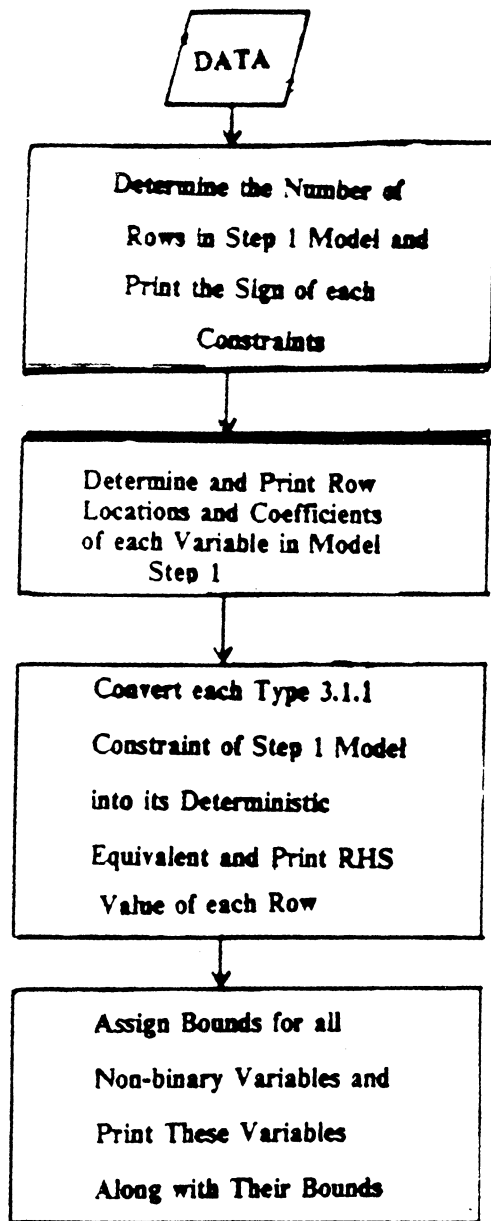 DATA
Determine the Number of
Rows in Step 1 Model and
Print the Sign of each
Constraints
Determine and Print Row
Locations and Coefficients
of each Variable in Model
Step 1
Convert each Type 3.1.1
Constraint of Step 1 Model
into its Deterministic
Equivalent and Print RHS
Value of each Row
Assign Bounds for all
Non-binary Variables and
Print These Variables
Along with Their Bounds